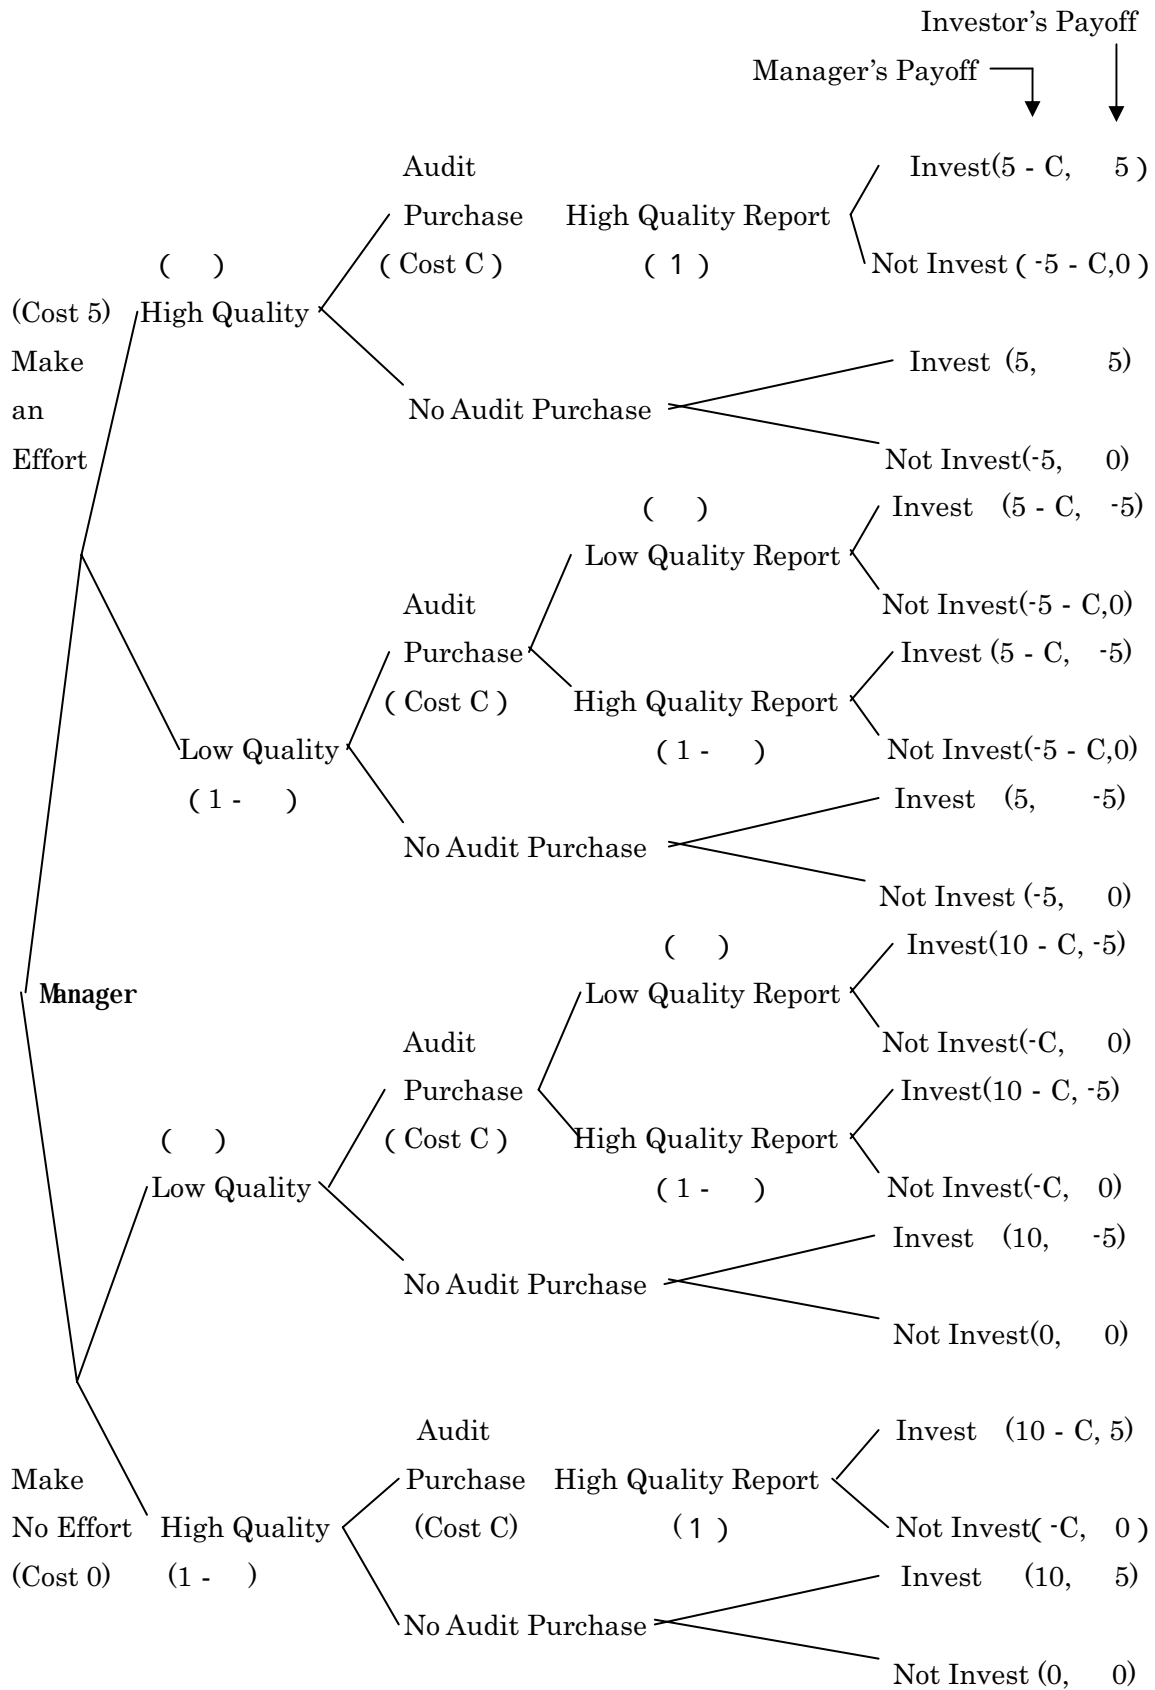 Investor's Payoff
Manager's Payoff
Audit Invest(5 - C, 5)
Purchase High Quality Report
( ) (Cost C) (1) Not Invest (-5 - C,0)
(Cost 5) High Quality
Make Invest (5, 5)
an No Audit Purchase
Effort Not Invest(-5, 0)
( ) Invest (5 - C, -5)
Low Quality Report
Audit Not Invest(-5 - C,0)
Purchase Invest (5 - C, -5)
(Cost C) High Quality Report
Low Quality (1 - ) Not Invest(-5 - C,0)
(1 - ) Invest (5, -5)
No Audit Purchase
Not Invest (-5, 0)
( ) Invest(10 - C, -5)
Manager Low Quality Report
Audit Not Invest(-C, 0)
Purchase Invest(10 - C, -5)
( ) (Cost C) High Quality Report
Low Quality (1 - ) Not Invest(-C, 0)
Invest (10, -5)
No Audit Purchase
Not Invest(0, 0)
Audit Invest (10 - C, 5)
Make Purchase High Quality Report
No Effort High Quality (Cost C) (1) Not Invest( -C, 0)
(Cost 0) (1 - ) Invest (10, 5)
No Audit Purchase
Not Invest (0, 0)